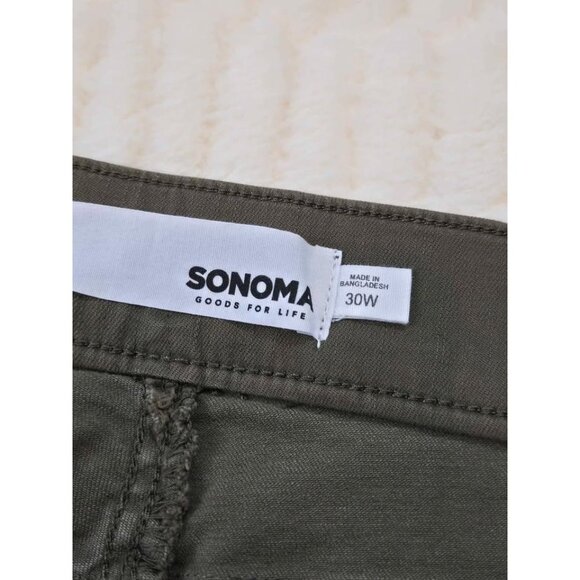 SONOMA
GOODS FOR LIFE
MADE IN
BANGLADESH
30W